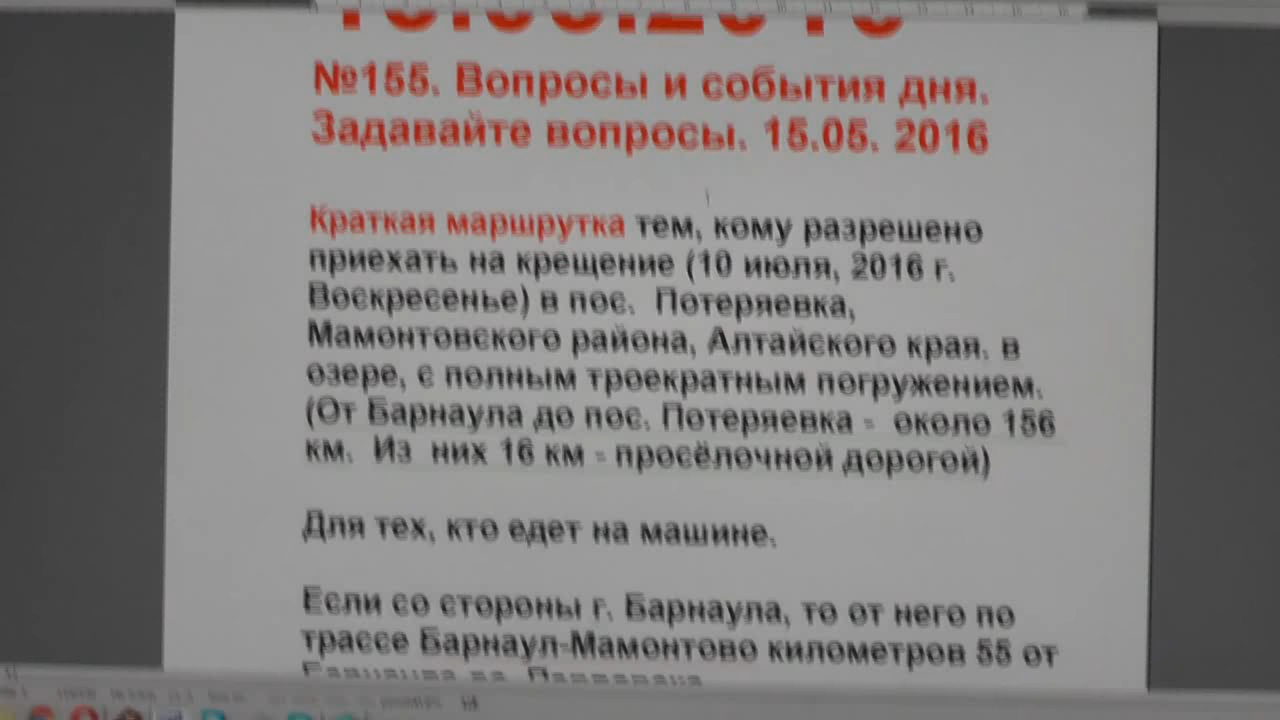 №155. Вопросы и события дня.
Задавайте вопросы. 15.05. 2016
Краткая маршрутка тем, кому разрешено
приехать на крещение (10 июля, 2016 г.
Воскресенье) в пос. Потеряевка,
Мамонтовского района, Алтайского края. в
озере, с полным троекратным погружением.
(От Барнаула до пос. Потеряевка - около 156
км. Из них 16 км - просёлочной дорогой)
Для тех, кто едет на машине.
Если со стороны г. Барнаула, то от него по
трассе Барнаул-Мамонтово километров 55 от